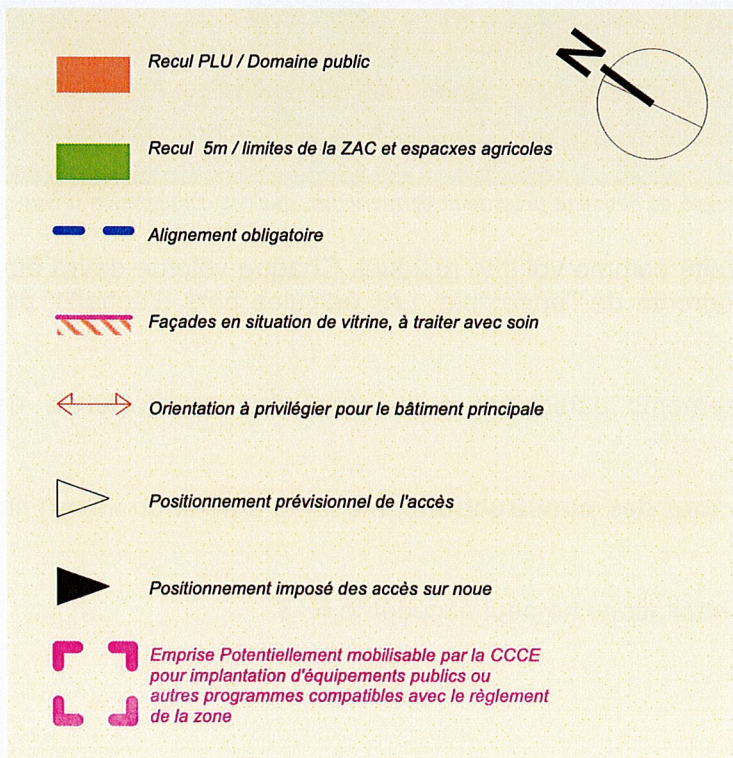 Recul PLU / Domaine public
N
Recul 5m / limites de la ZAC et espacxes agricoles
Alignement obligatoire
Façades en situation de vitrine, à traiter avec soin
Orientation à privilégier pour le bâtiment principale
Positionnement prévisionnel de l'accès
Positionnement imposé des accès sur noue
Emprise Potentiellement mobilisable par la CCCE
pour implantation d'équipements publics ou
autres programmes compatibles avec le règlement
de la zone